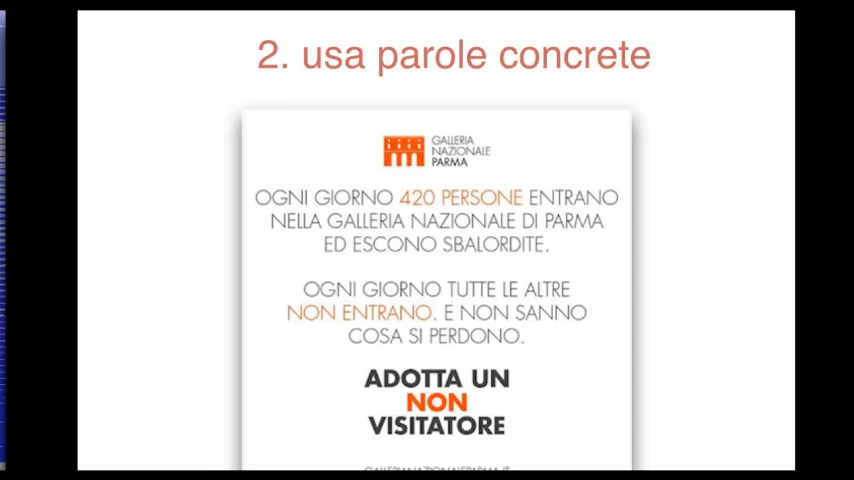 2. usa parole concrete
GALLERIA
NAZIONALE
PARMA
OGNI GIORNO 420 PERSONE ENTRANO
NELLA GALLERIA NAZIONALE DI PARMA
ED ESCONO SBALORDITE.
OGNI GIORNO TUTTE LE ALTRE
NON ENTRANO. E NON SANNO
COSA SI PERDONO.
ADOTTA UN
NON
VISITATORE